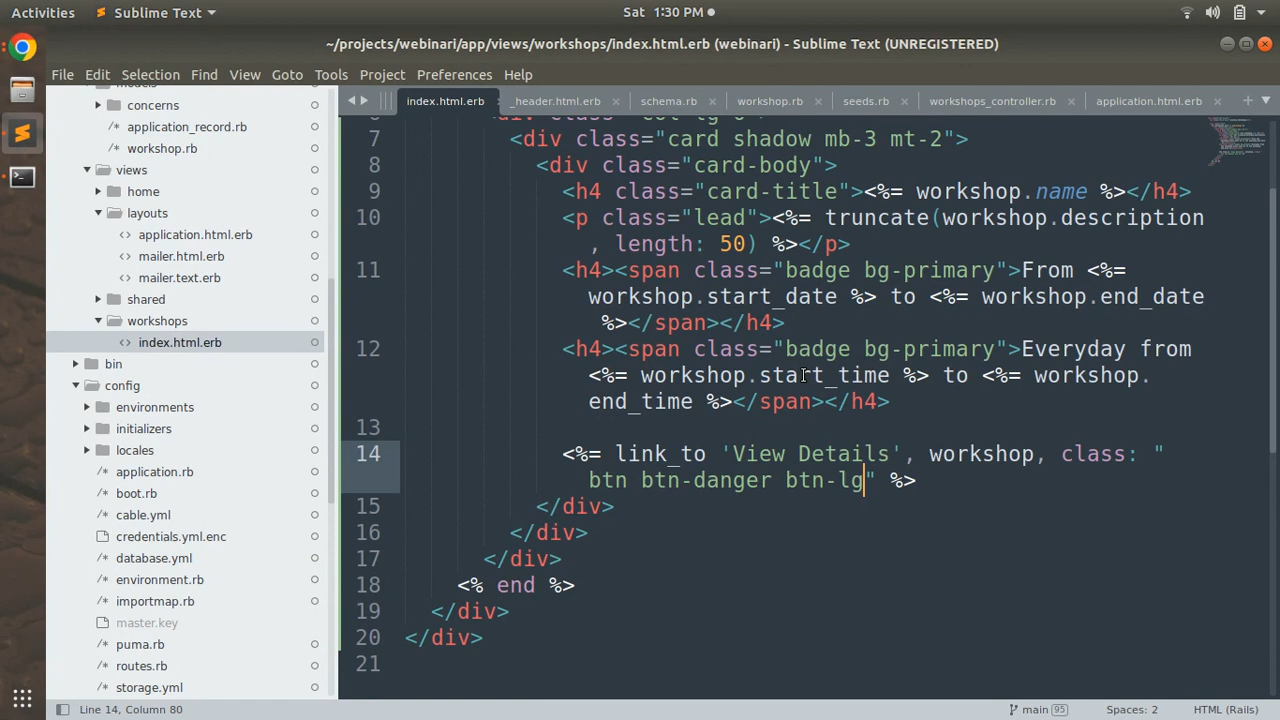 Activities
Sublime Text
Sat 1:30 PM
~/projects/webinari/app/views/workshops/index.html.erb (webinari) - Sublime Text (UNREGISTERED)
File Edit Selection Find View Goto Tools Project Preferences Help
models
concerns
application_record.rb
workshop.rb
views
home
layouts
application.html.erb
mailer.html.erb
mailer.text.erb
shared
workshops
index.html.erb
bin
config
environments
initializers
locales
application.rb
boot.rb
cable.yml
credentials.yml.enc
database.yml
environment.rb
importmap.rb
master.key
puma.rb
routes.rb
storage.yml
index.html.erb
_header.html.erb
schema.rb
workshop.rb
seeds.rb
workshops_controller.rb
application.html.erb
6 <div class="col-lg-6">
7 <div class="card shadow mb-3 mt-2">
8 <div class="card-body">
9 <h4 class="card-title"><%= workshop.name %></h4>
10 <p class="lead"><%= truncate(workshop.description
, length: 50) %></p>
11 <h4><span class="badge bg-primary">From <%=
workshop.start_date %> to <%= workshop.end_date
%></span></h4>
12 <h4><span class="badge bg-primary">Everyday from
<%= workshop.start_time %> to <%= workshop.
end_time %></span></h4>
13
14 <%= link_to 'View Details', workshop, class: "
btn btn-danger btn-lg" %>
15 </div>
16 </div>
17 </div>
18 <% end %>
19 </div>
20 </div>
21
Line 14, Column 80
main 95
Spaces: 2
HTML (Rails)